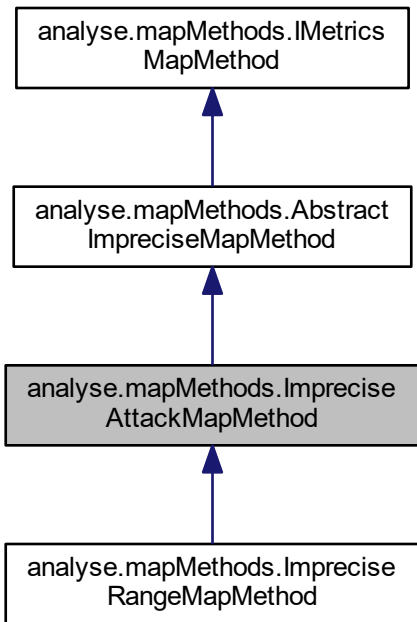 analyse.mapMethods.IMetrics
MapMethod
analyse.mapMethods.Abstract
ImpreciseMapMethod
analyse.mapMethods.Imprecise
AttackMapMethod
analyse.mapMethods.Imprecise
RangeMapMethod